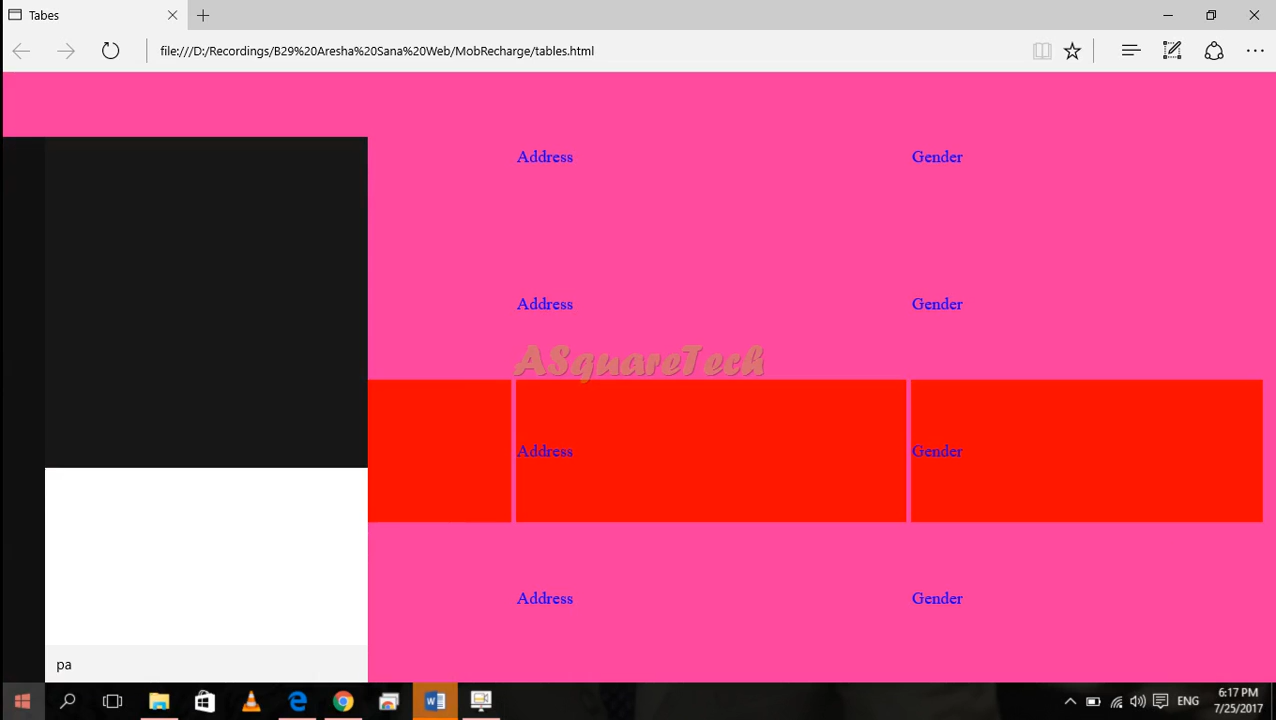 Tabes
file:///D:/Recordings/B29%20Aresha%20Sana%20Web/MobRecharge/tables.html
Address Gender
Address Gender
ASquareTech
Address Gender
Address Gender
pa
ENG
6:17 PM
7/25/2017